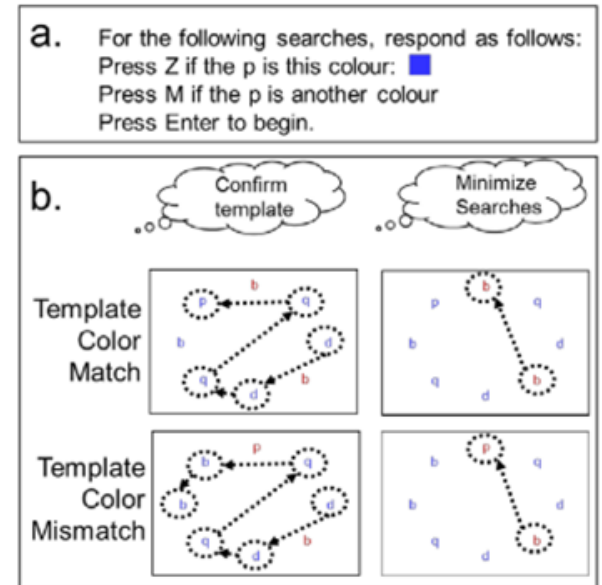 a.
For the following searches, respond as follows:
Press Z if the p is this colour:
Press M if the p is another colour
Press Enter to begin.
b.
Confirm
template
Minimize
Searches
Template
Color
Match
b
p
q
b
d
q
b
d
b
p
q
b
d
q
b
d
Template
Color
Mismatch
p
b
q
b
d
q
b
d
p
b
q
b
d
q
b
d